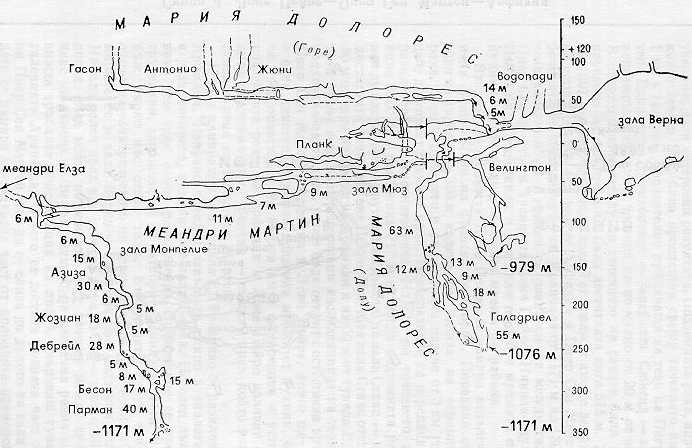 МАРИЯ ДОЛОРЕС
(Горе)
Гасон
Антонио
Жюни
14 м
6 м
5 м
Водопади
зала Верна
Планк
Велингтон
меандри Елза
зала Мюз
9 м
7 м
11 м
МЕАНДРИ МАРТИН
6 м
6 м
зала Монпелие
15 м
Азиза
30 м
6 м
5 м
Жозиан 18 м
5 м
Дебрейл 28 м
5 м
8 м
15 м
Бесон 17 м
Парман 40 м
-1171 м
63 м
12 м
13 м
9 м
18 м
МАРИЯ ДОЛОРЕС
(Долу)
Галадриел
55 м
-979 м
-1076 м
-1171 м
150
+120
100
50
0
50
100
150
200
250
300
350